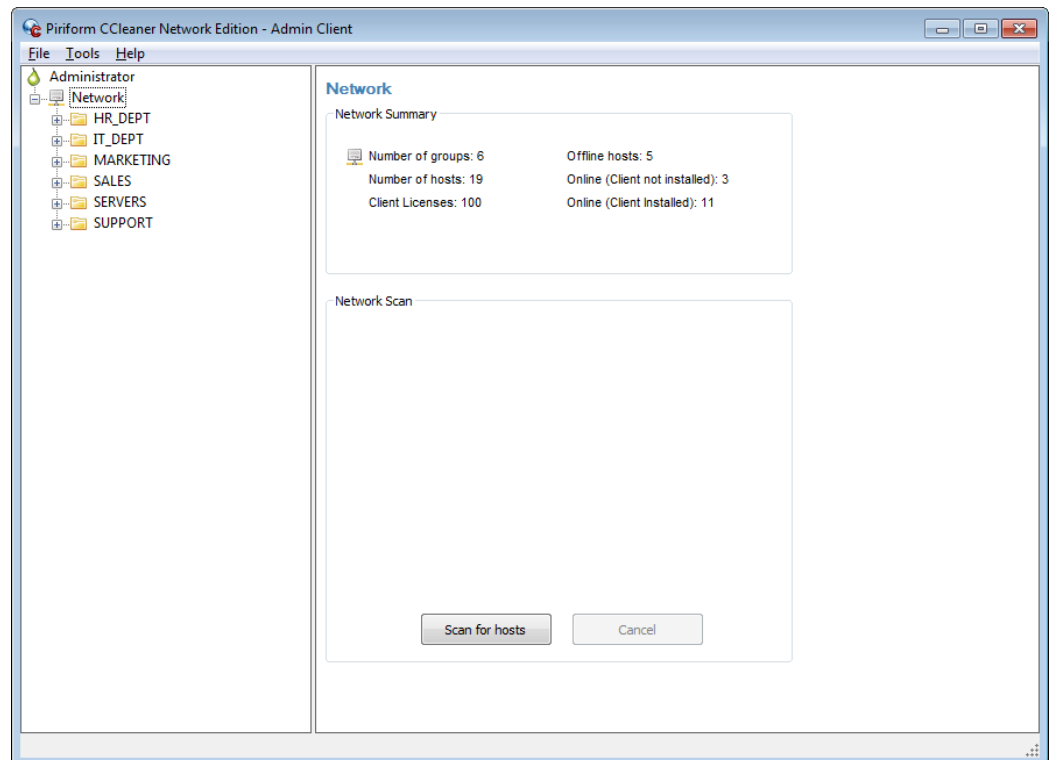 Piriform CCleaner Network Edition - Admin Client
File Tools Help
Administrator
Network
HR_DEPT
IT_DEPT
MARKETING
SALES
SERVERS
SUPPORT
Network
Network Summary
Number of groups: 6 Offline hosts: 5
Number of hosts: 19 Online (Client not installed): 3
Client Licenses: 100 Online (Client Installed): 11
Network Scan
Scan for hosts Cancel